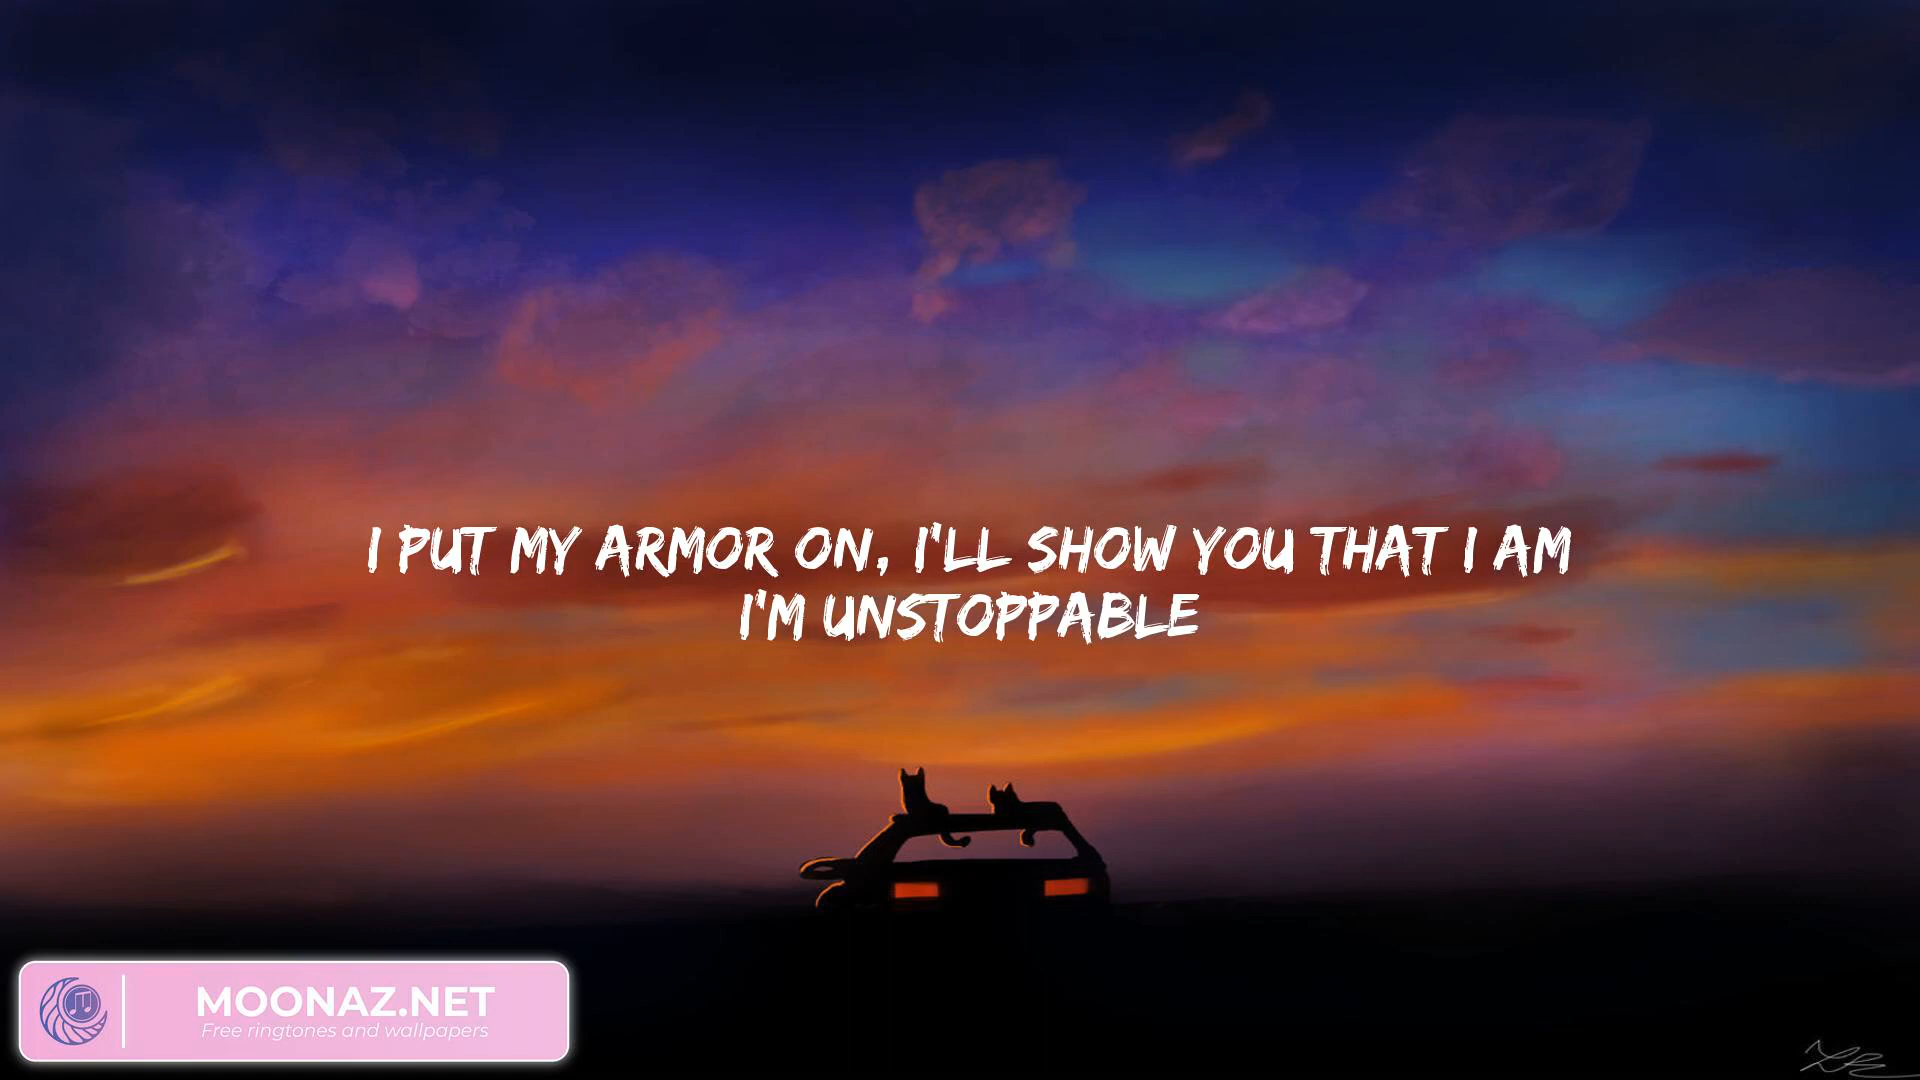 I PUT MY ARMOR ON, I'LL SHOW YOU THAT I AM
I'M UNSTOPPABLE
MOONAZ.NET
Free ringtones and wallpapers